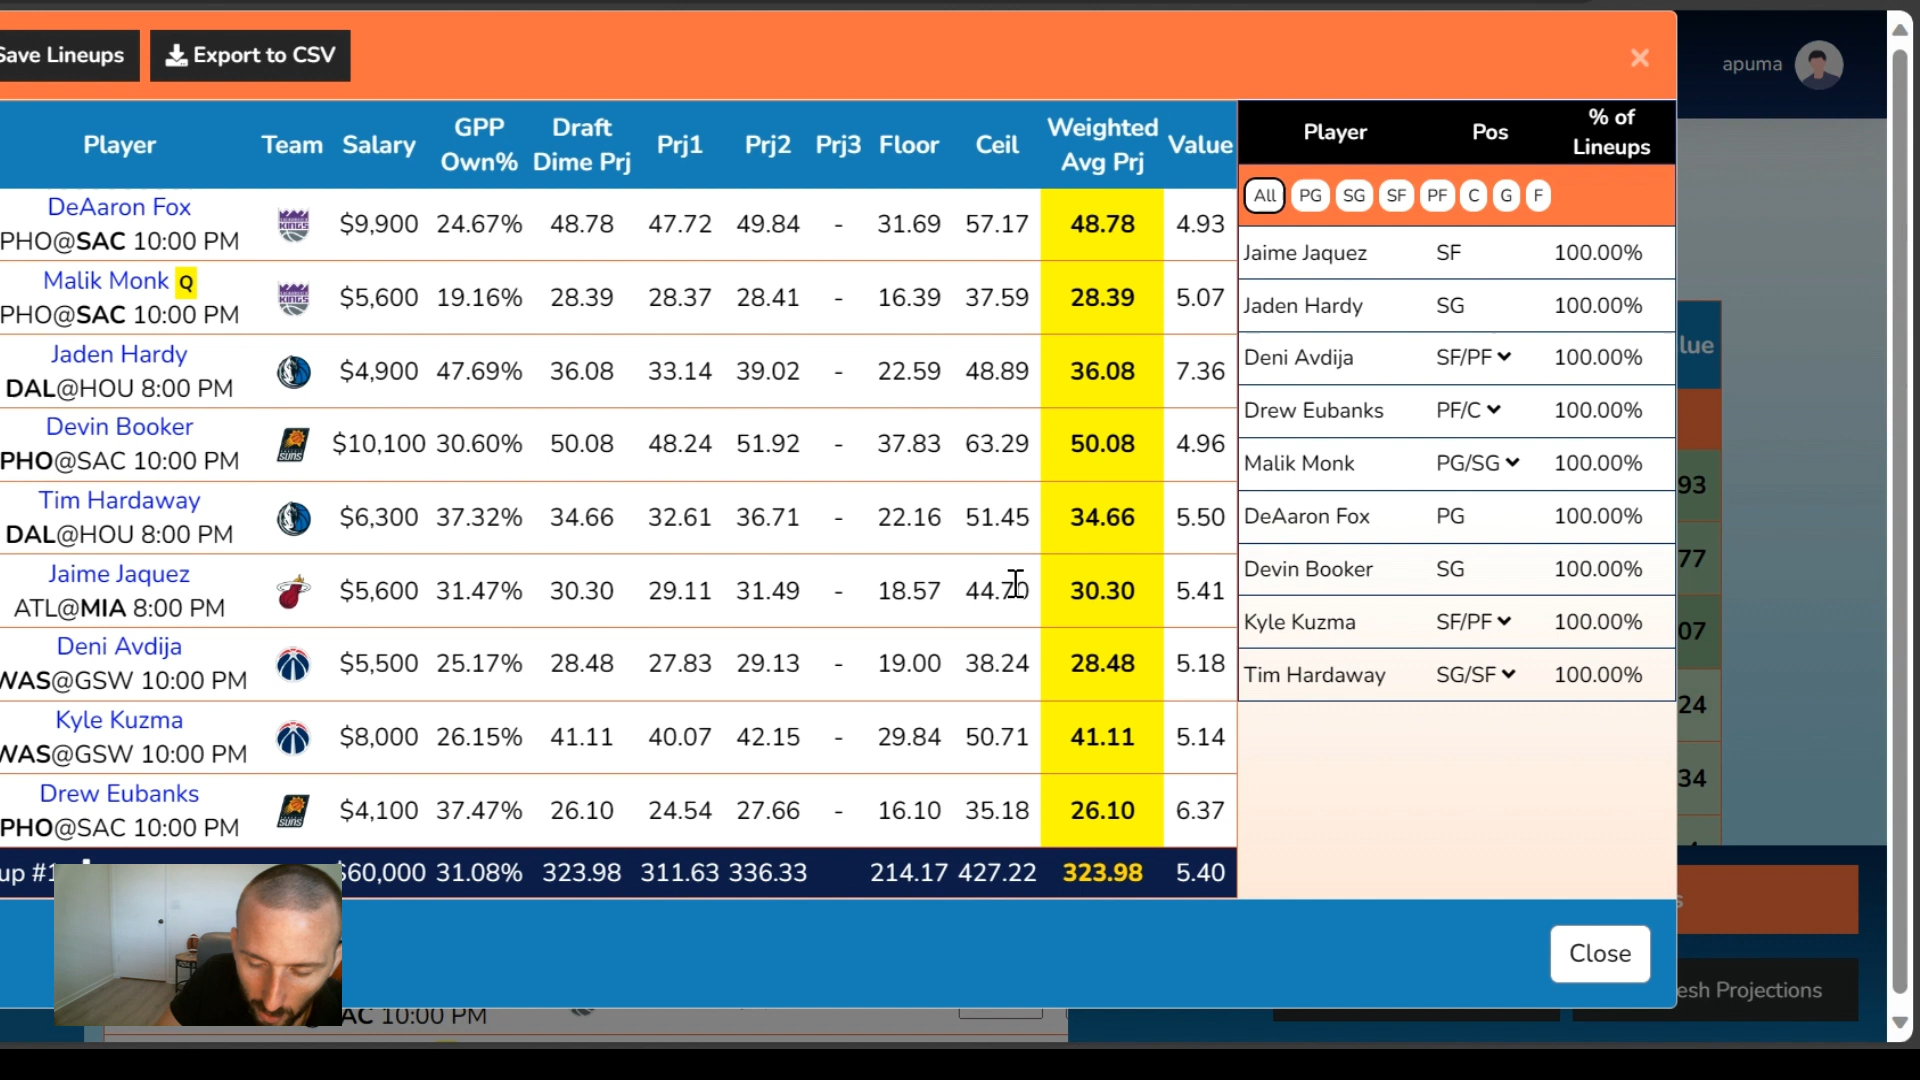 Save Lineups
Export to CSV
×
apuma
Player Team Salary GPP Own% Draft Dime Prj Prj1 Prj2 Prj3 Floor Ceil Weighted Avg Prj Value
Player Pos % of Lineups
All PG SG SF PF C G F
DeAaron Fox
PHO@SAC 10:00 PM
$9,900 24.67% 48.78 47.72 49.84 - 31.69 57.17 48.78 4.93
Malik Monk Q
PHO@SAC 10:00 PM
$5,600 19.16% 28.39 28.37 28.41 - 16.39 37.59 28.39 5.07
Jaden Hardy
DAL@HOU 8:00 PM
$4,900 47.69% 36.08 33.14 39.02 - 22.59 48.89 36.08 7.36
Devin Booker
PHO@SAC 10:00 PM
$10,100 30.60% 50.08 48.24 51.92 - 37.83 63.29 50.08 4.96
Tim Hardaway
DAL@HOU 8:00 PM
$6,300 37.32% 34.66 32.61 36.71 - 22.16 51.45 34.66 5.50
Jaime Jaquez
ATL@MIA 8:00 PM
$5,600 31.47% 30.30 29.11 31.49 - 18.57 44.70 30.30 5.41
Deni Avdija
WAS@GSW 10:00 PM
$5,500 25.17% 28.48 27.83 29.13 - 19.00 38.24 28.48 5.18
Kyle Kuzma
WAS@GSW 10:00 PM
$8,000 26.15% 41.11 40.07 42.15 - 29.84 50.71 41.11 5.14
Drew Eubanks
PHO@SAC 10:00 PM
$4,100 37.47% 26.10 24.54 27.66 - 16.10 35.18 26.10 6.37
up #1 $60,000 31.08% 323.98 311.63 336.33 214.17 427.22 323.98 5.40
Jaime Jaquez SF 100.00%
Jaden Hardy SG 100.00%
Deni Avdija SF/PF 100.00%
Drew Eubanks PF/C 100.00%
Malik Monk PG/SG 100.00%
DeAaron Fox PG 100.00%
Devin Booker SG 100.00%
Kyle Kuzma SF/PF 100.00%
Tim Hardaway SG/SF 100.00%
lue
93
77
07
24
34
Close
esh Projections
AC 10:00 PM